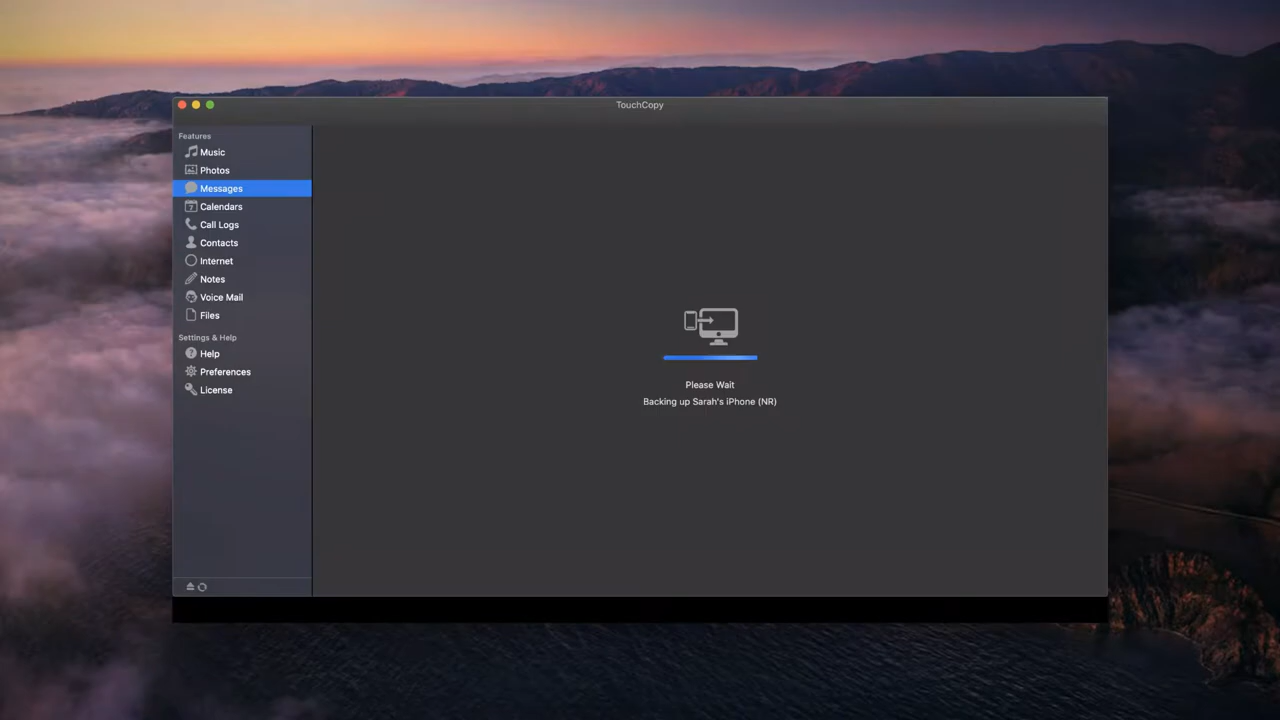 TouchCopy
Features
Music
Photos
Messages
Calendars
Call Logs
Contacts
Internet
Notes
Voice Mail
Files
Settings & Help
Help
Preferences
License
Please Wait
Backing up Sarah's iPhone (NR)